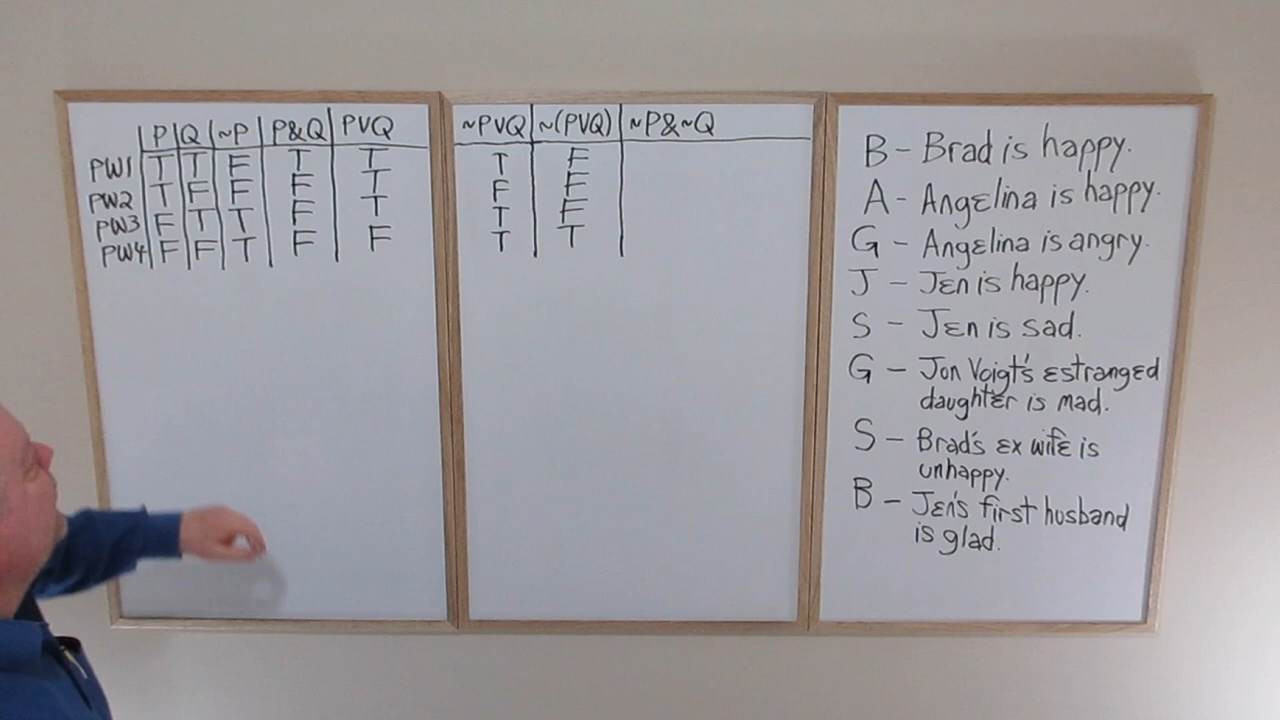 P Q ~P P&Q PVQ
PW1 T T F T T
PW2 T F F F T
PW3 F T T F T
PW4 F F T F F
~PVQ ~(PVQ) ~P&~Q
T F
F F
T F
T T
B - Brad is happy.
A - Angelina is happy.
G - Angelina is angry.
J - Jen is happy.
S - Jen is sad.
G - Jon Voigt's estranged
daughter is mad.
S - Brad's ex wife is
unhappy.
B - Jen's first husband
is glad.